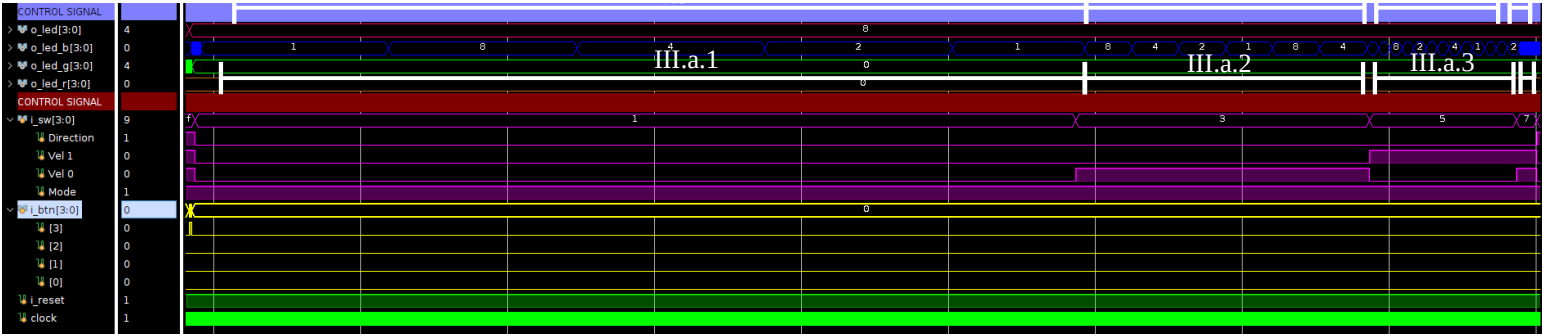 CONTROL SIGNAL
o_led[3:0] 4 8
o_led_b[3:0] 0 1 8 4 2 1 8 4 2 1 8 4 8 2 4 1 2
III.a.1 III.a.2 III.a.3
o_led_g[3:0] 4 0
o_led_r[3:0] 0 0
CONTROL SIGNAL
i_sw[3:0] 9 f 1 3 5 7
Direction 1
Vel 1 0
Vel 0 0
Mode 1
i_btn[3:0] 0 0
[3] 0
[2] 0
[1] 0
[0] 0
i_reset 1
clock 1